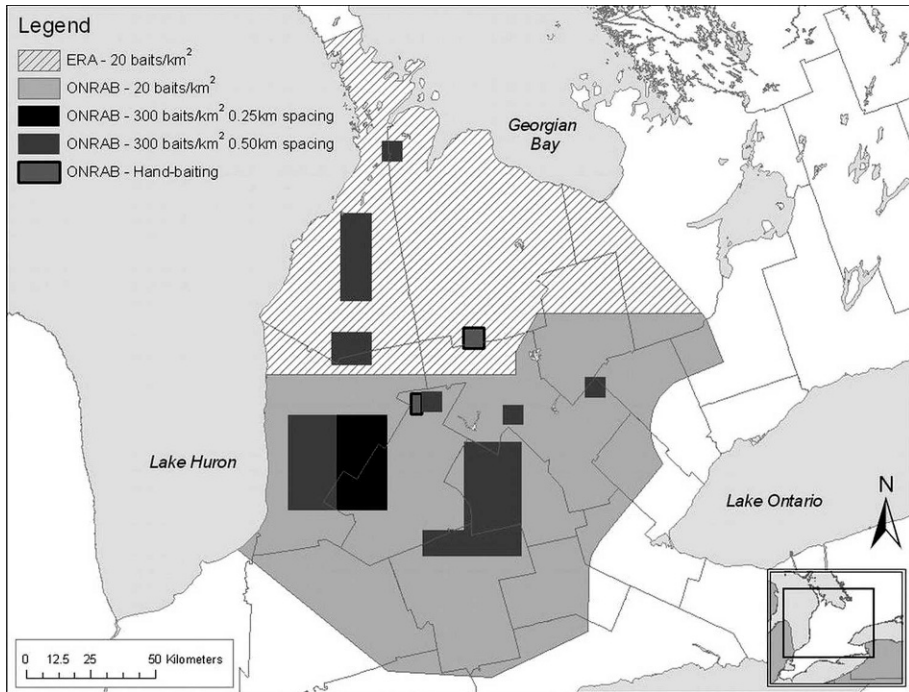 Legend
ERA - 20 baits/km²
ONRAB - 20 baits/km²
ONRAB - 300 baits/km² 0.25km spacing
ONRAB - 300 baits/km² 0.50km spacing
ONRAB - Hand-baiting
Georgian
Bay
Lake Huron
Lake Ontario
N
0 12.5 25 50 Kilometers